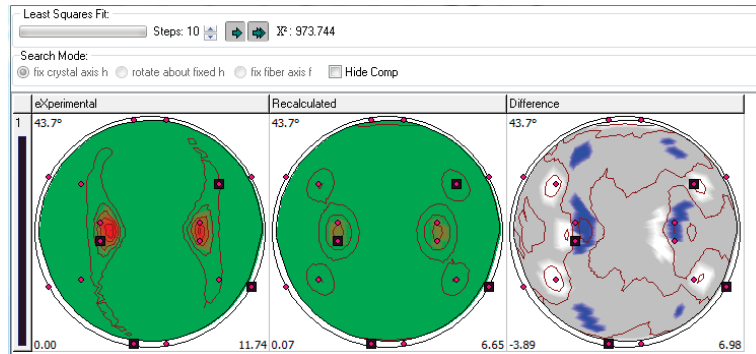 Least Squares Fit:
Steps: 10 X²: 973.744
Search Mode:
fix crystal axis h rotate about fixed h fix fiber axis f Hide Comp
eXperimental Recalculated Difference
1 43.7° 43.7° 43.7°
0.00 11.74 0.07 6.65 -3.89 6.98